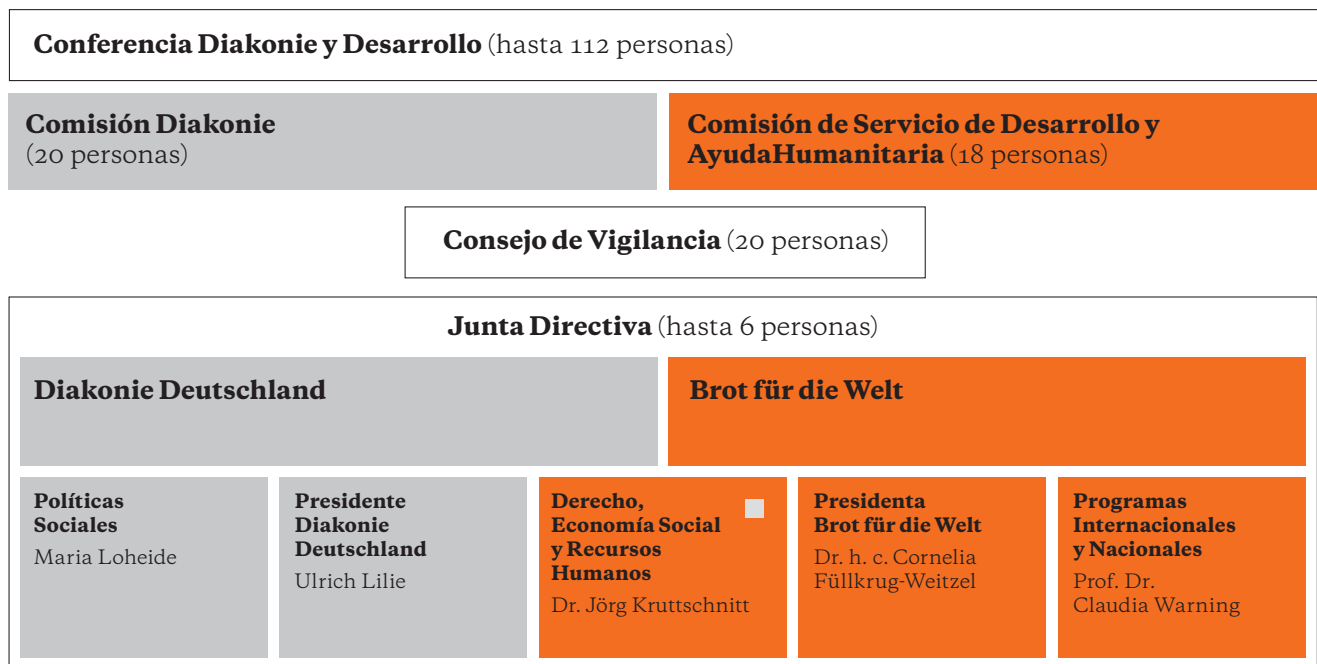 Conferencia Diakonie y Desarrollo (hasta 112 personas)
Comisión Diakonie
(20 personas)
Comisión de Servicio de Desarrollo y
AyudaHumanitaria (18 personas)
Consejo de Vigilancia (20 personas)
Junta Directiva (hasta 6 personas)
Diakonie Deutschland
Brot für die Welt
Políticas
Sociales
Maria Loheide
Presidente
Diakonie
Deutschland
Ulrich Lilie
Derecho,
Economía Social
y Recursos
Humanos
Dr. Jörg Kruttschnitt
Presidenta
Brot für die Welt
Dr. h. c. Cornelia
Füllkrug-Weitzel
Programas
Internacionales
y Nacionales
Prof. Dr.
Claudia Warning